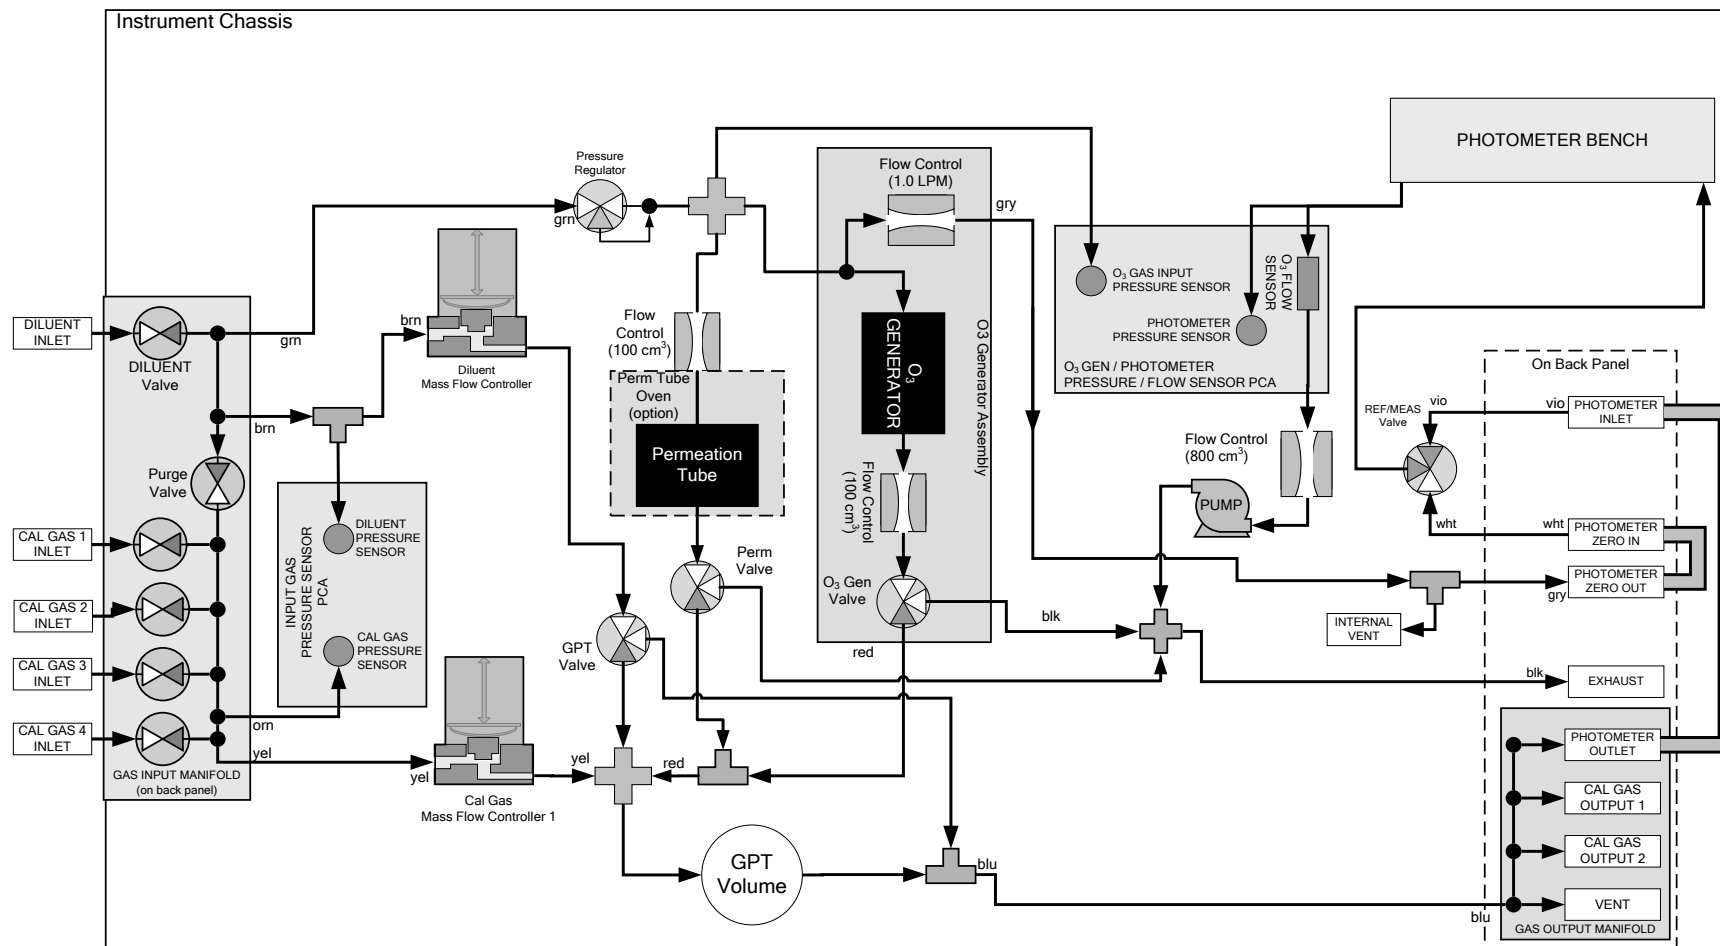 Instrument Chassis
Pressure
Regulator
grn
Flow Control
(1.0 LPM)
gry
PHOTOMETER BENCH
O₃ GAS INPUT
PRESSURE SENSOR
O₃ FLOW
SENSOR
PHOTOMETER
PRESSURE SENSOR
O₃ GEN / PHOTOMETER
PRESSURE / FLOW SENSOR PCA
DILUENT
INLET
DILUENT
Valve
grn
brn
brn
Diluent
Mass Flow Controller
Flow
Control
(100 cm³)
Perm Tube
Oven
(option)
Permeation
Tube
O₃
GENERATOR
O3 Generator Assembly
Flow Control
(100 cm³)
O₃ Gen
Valve
Perm
Valve
Purge
Valve
INPUT GAS
PRESSURE SENSOR
PCA
DILUENT
PRESSURE
SENSOR
CAL GAS
PRESSURE
SENSOR
CAL GAS 1
INLET
CAL GAS 2
INLET
CAL GAS 3
INLET
CAL GAS 4
INLET
orn
yel
yel
GAS INPUT MANIFOLD
(on back panel)
Cal Gas
Mass Flow Controller 1
GPT
Valve
yel
red
red
blk
GPT
Volume
blu
Flow Control
(800 cm³)
PUMP
On Back Panel
REF/MEAS
Valve
vio
vio
PHOTOMETER
INLET
wht
wht
PHOTOMETER
ZERO IN
PHOTOMETER
ZERO OUT
gry
INTERNAL
VENT
blk
EXHAUST
PHOTOMETER
OUTLET
CAL GAS
OUTPUT 1
CAL GAS
OUTPUT 2
VENT
blu
GAS OUTPUT MANIFOLD